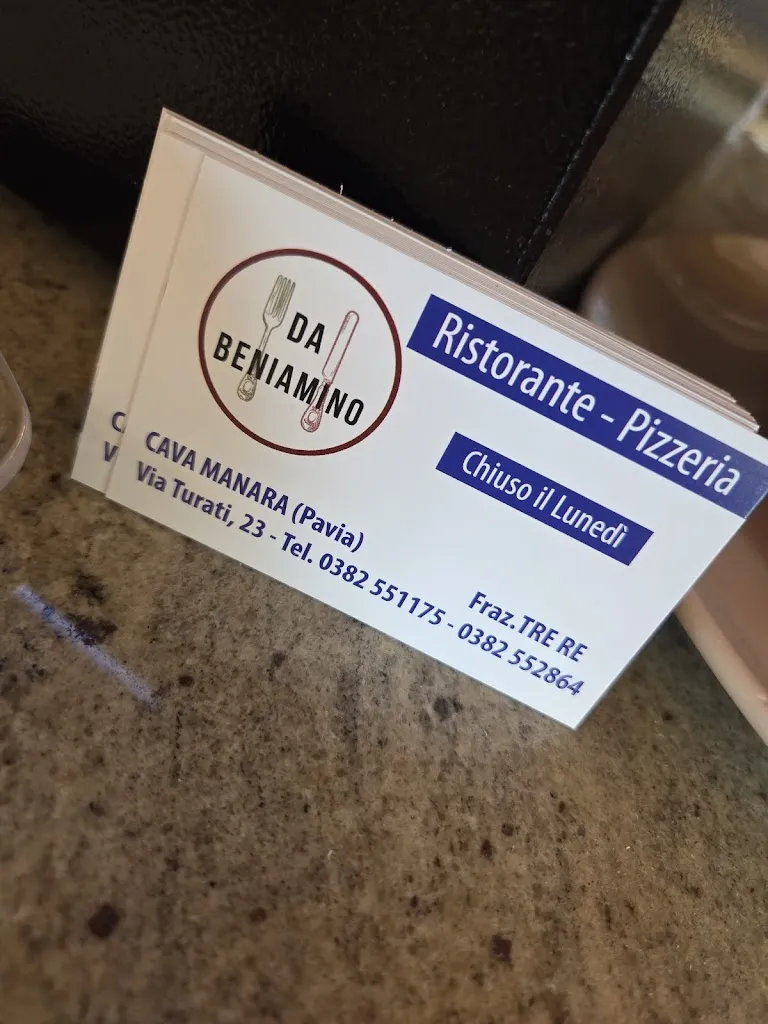 DA
BENIAMINO
Ristorante - Pizzeria
Chiuso il Lunedì
CAVA MANARA (Pavia)
Fraz.TRE RE
Via Turati, 23 - Tel. 0382 551175 - 0382 552864
C
V